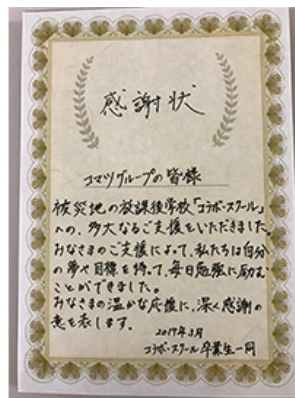 感謝状
コマツグループの皆様
被災地の放課後学校「コラボ・スクール」
への、多大なるご支援をいただきました。
みなさまのご支援によって、私たちは自分
の夢や目標を持って、毎日勉強に励む
ことができました。
みなさまの温かな応援に、深く感謝の
意を表します。
2017年3月
コラボ・スクール卒業生一同